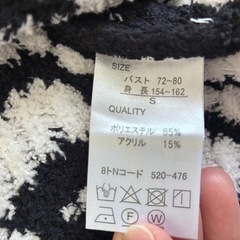 SIZE
バスト 72~80
身 長 154~162
S
QUALITY
ポリエステル 85%
アクリル 15%
8トNコード 520-476
F W